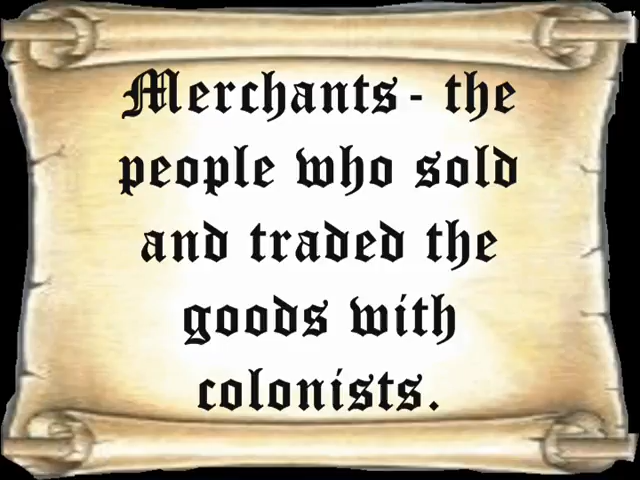 Merchants- the
people who sold
and traded the
goods with
colonists.